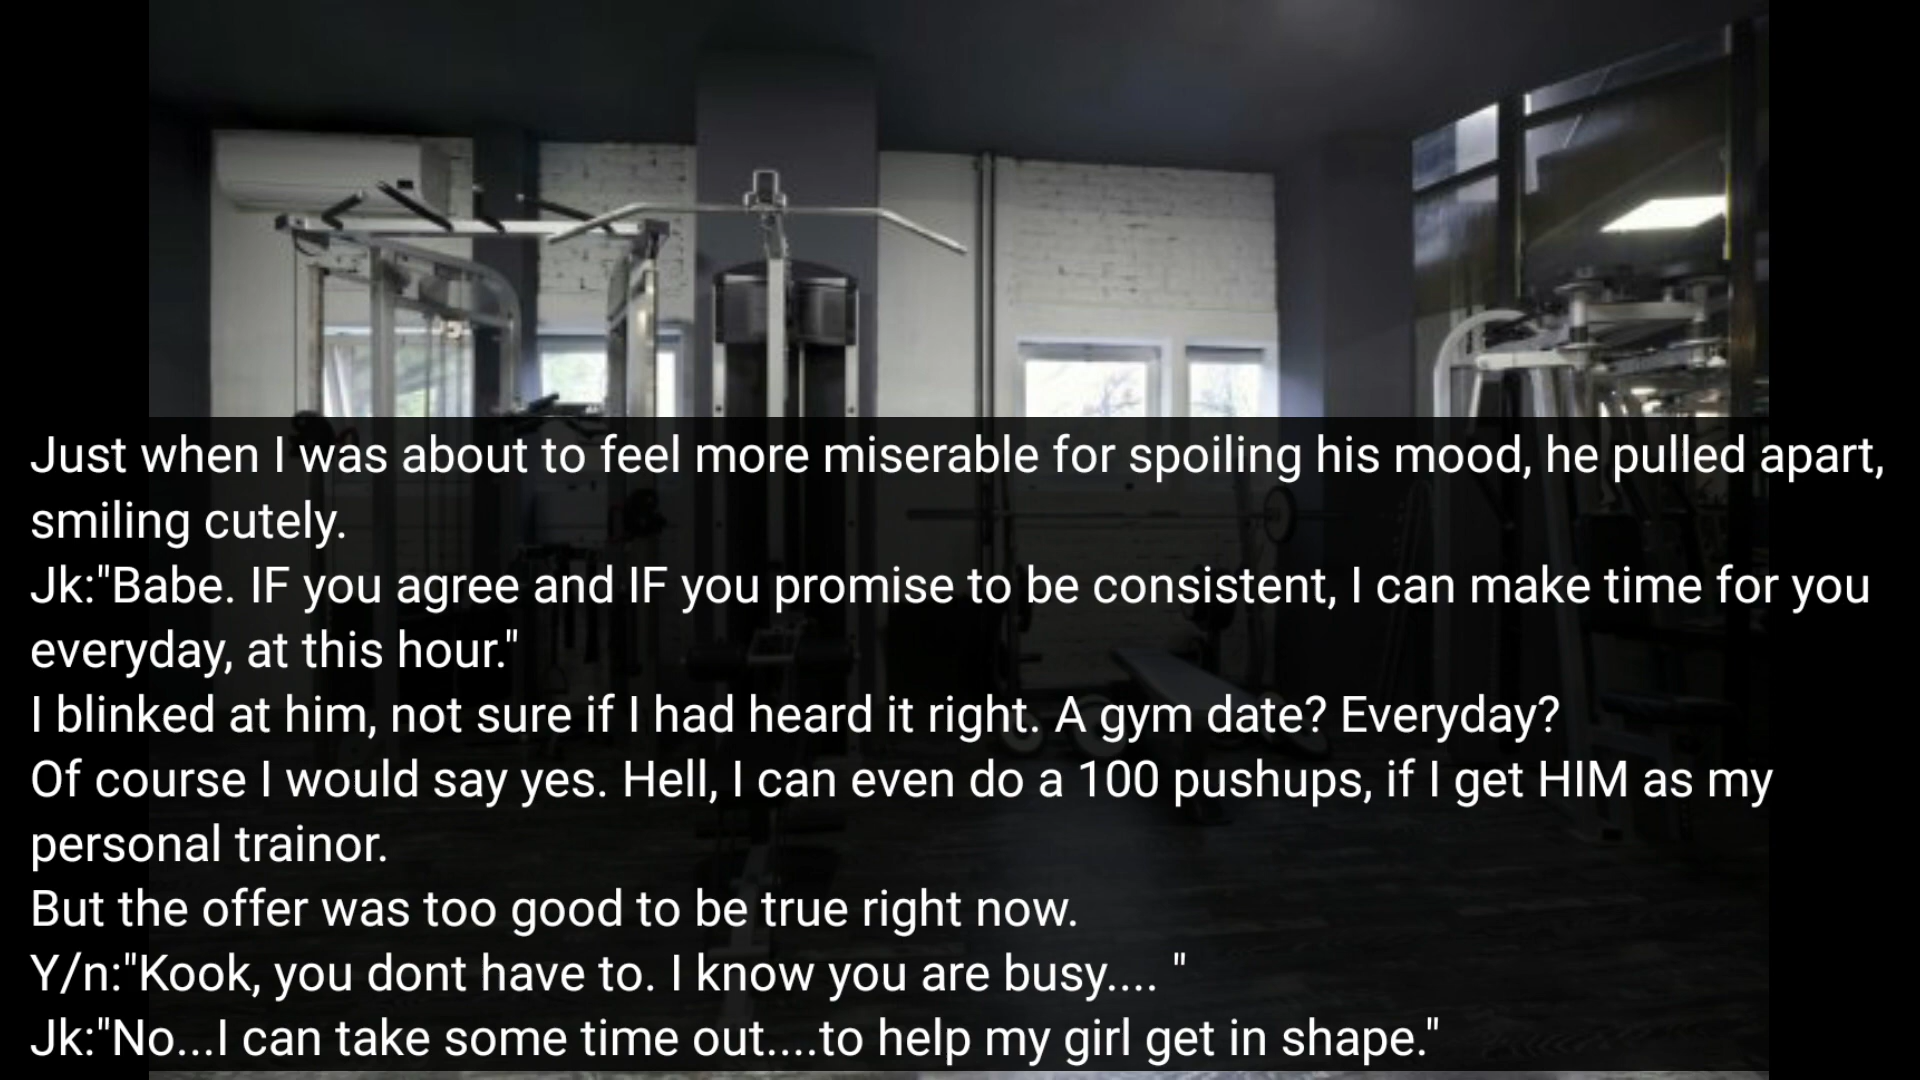 Just when I was about to feel more miserable for spoiling his mood, he pulled apart,
smiling cutely.
Jk:"Babe. IF you agree and IF you promise to be consistent, I can make time for you
everyday, at this hour."
I blinked at him, not sure if I had heard it right. A gym date? Everyday?
Of course I would say yes. Hell, I can even do a 100 pushups, if I get HIM as my
personal trainor.
But the offer was too good to be true right now.
Y/n:"Kook, you dont have to. I know you are busy.... "
Jk:"No...I can take some time out....to help my girl get in shape."